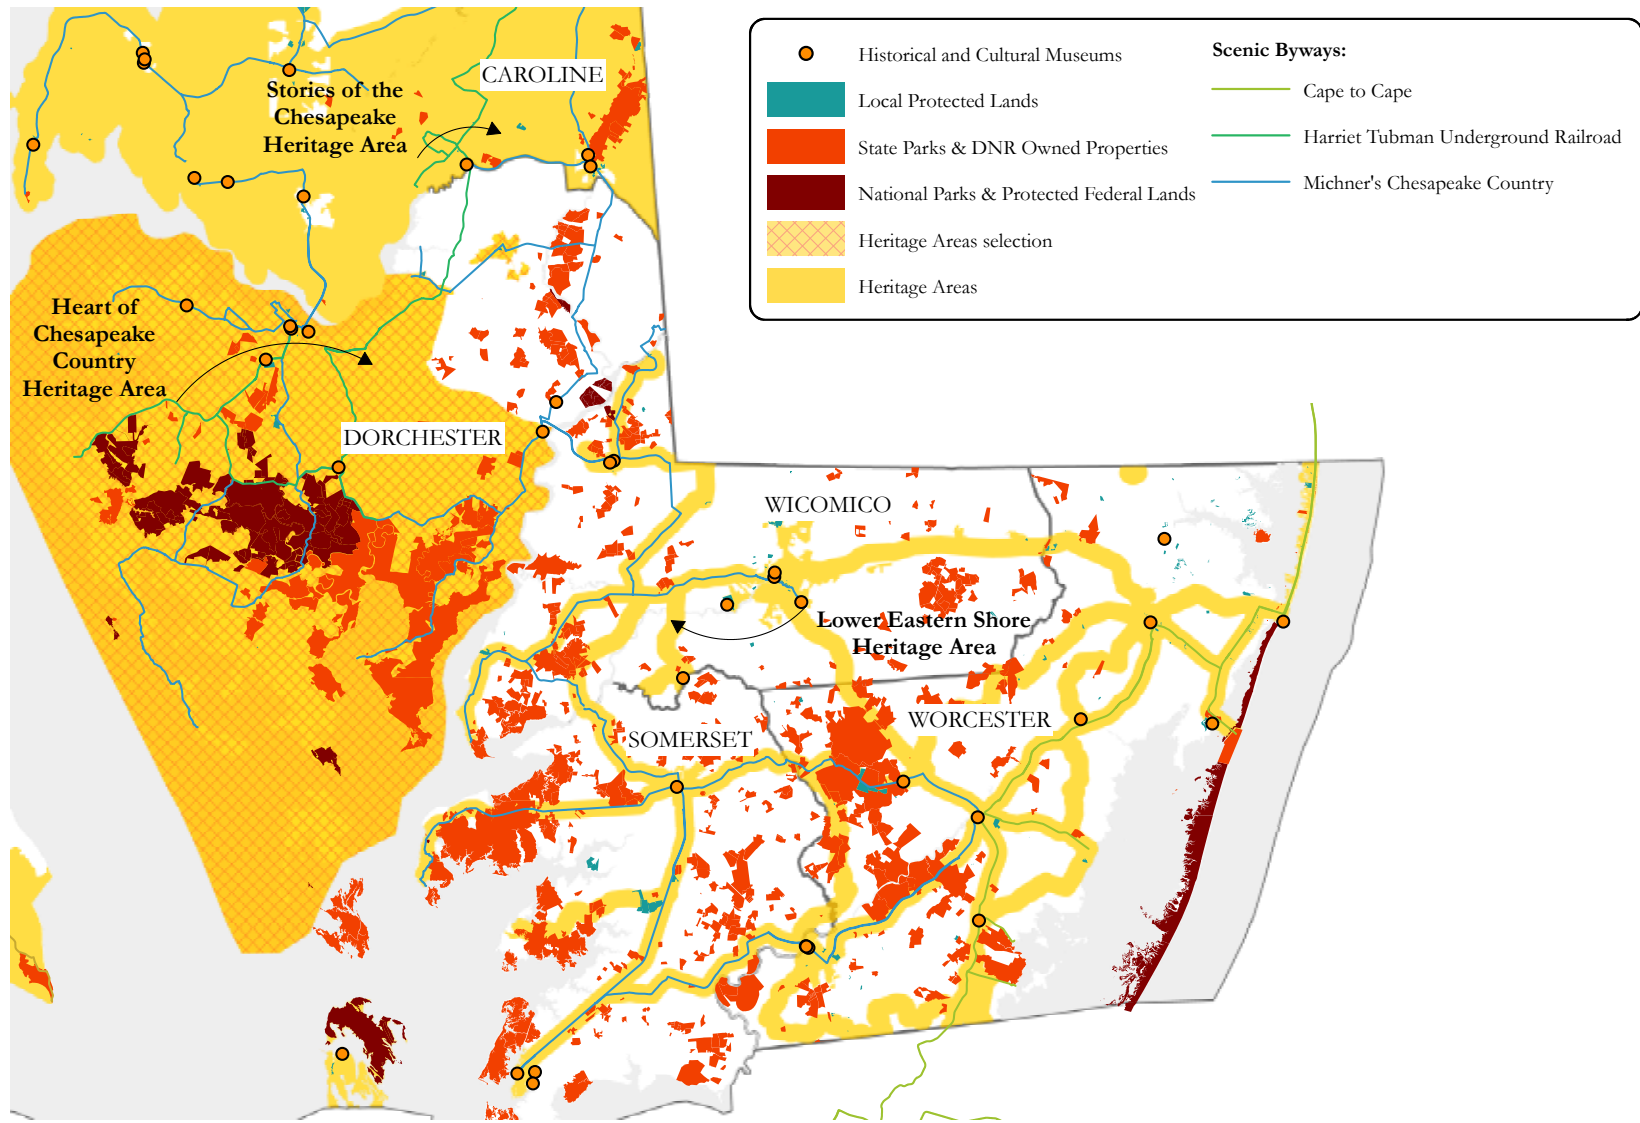 Historical and Cultural Museums
Local Protected Lands
State Parks & DNR Owned Properties
National Parks & Protected Federal Lands
Heritage Areas selection
Heritage Areas
Scenic Byways:
Cape to Cape
Harriet Tubman Underground Railroad
Michner's Chesapeake Country
CAROLINE
Stories of the
Chesapeake
Heritage Area
Heart of
Chesapeake
Country
Heritage Area
DORCHESTER
WICOMICO
Lower Eastern Shore
Heritage Area
WORCESTER
SOMERSET